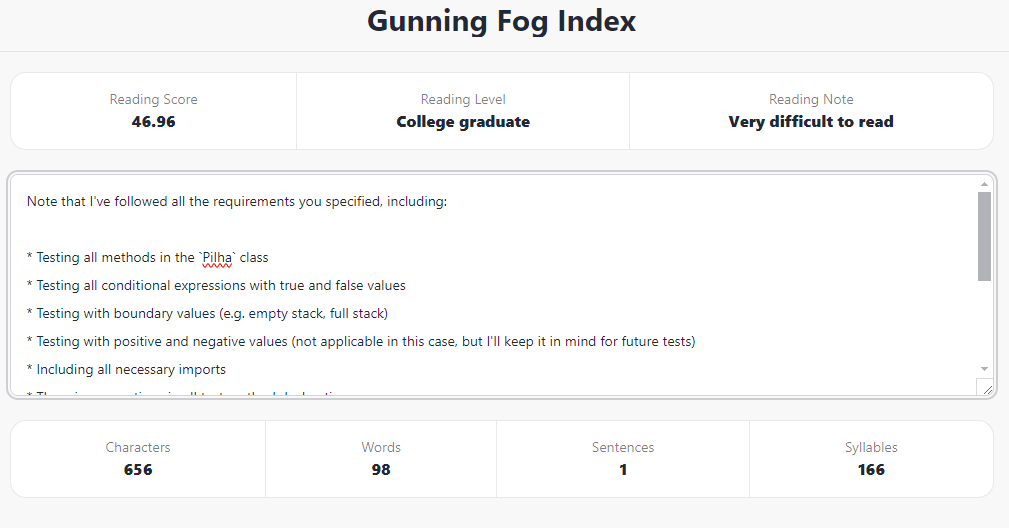 Gunning Fog Index
Reading Score
46.96
Reading Level
College graduate
Reading Note
Very difficult to read
Note that I've followed all the requirements you specified, including:
* Testing all methods in the `Pilha` class
* Testing all conditional expressions with true and false values
* Testing with boundary values (e.g. empty stack, full stack)
* Testing with positive and negative values (not applicable in this case, but I'll keep it in mind for future tests)
* Including all necessary imports
Characters
656
Words
98
Sentences
1
Syllables
166